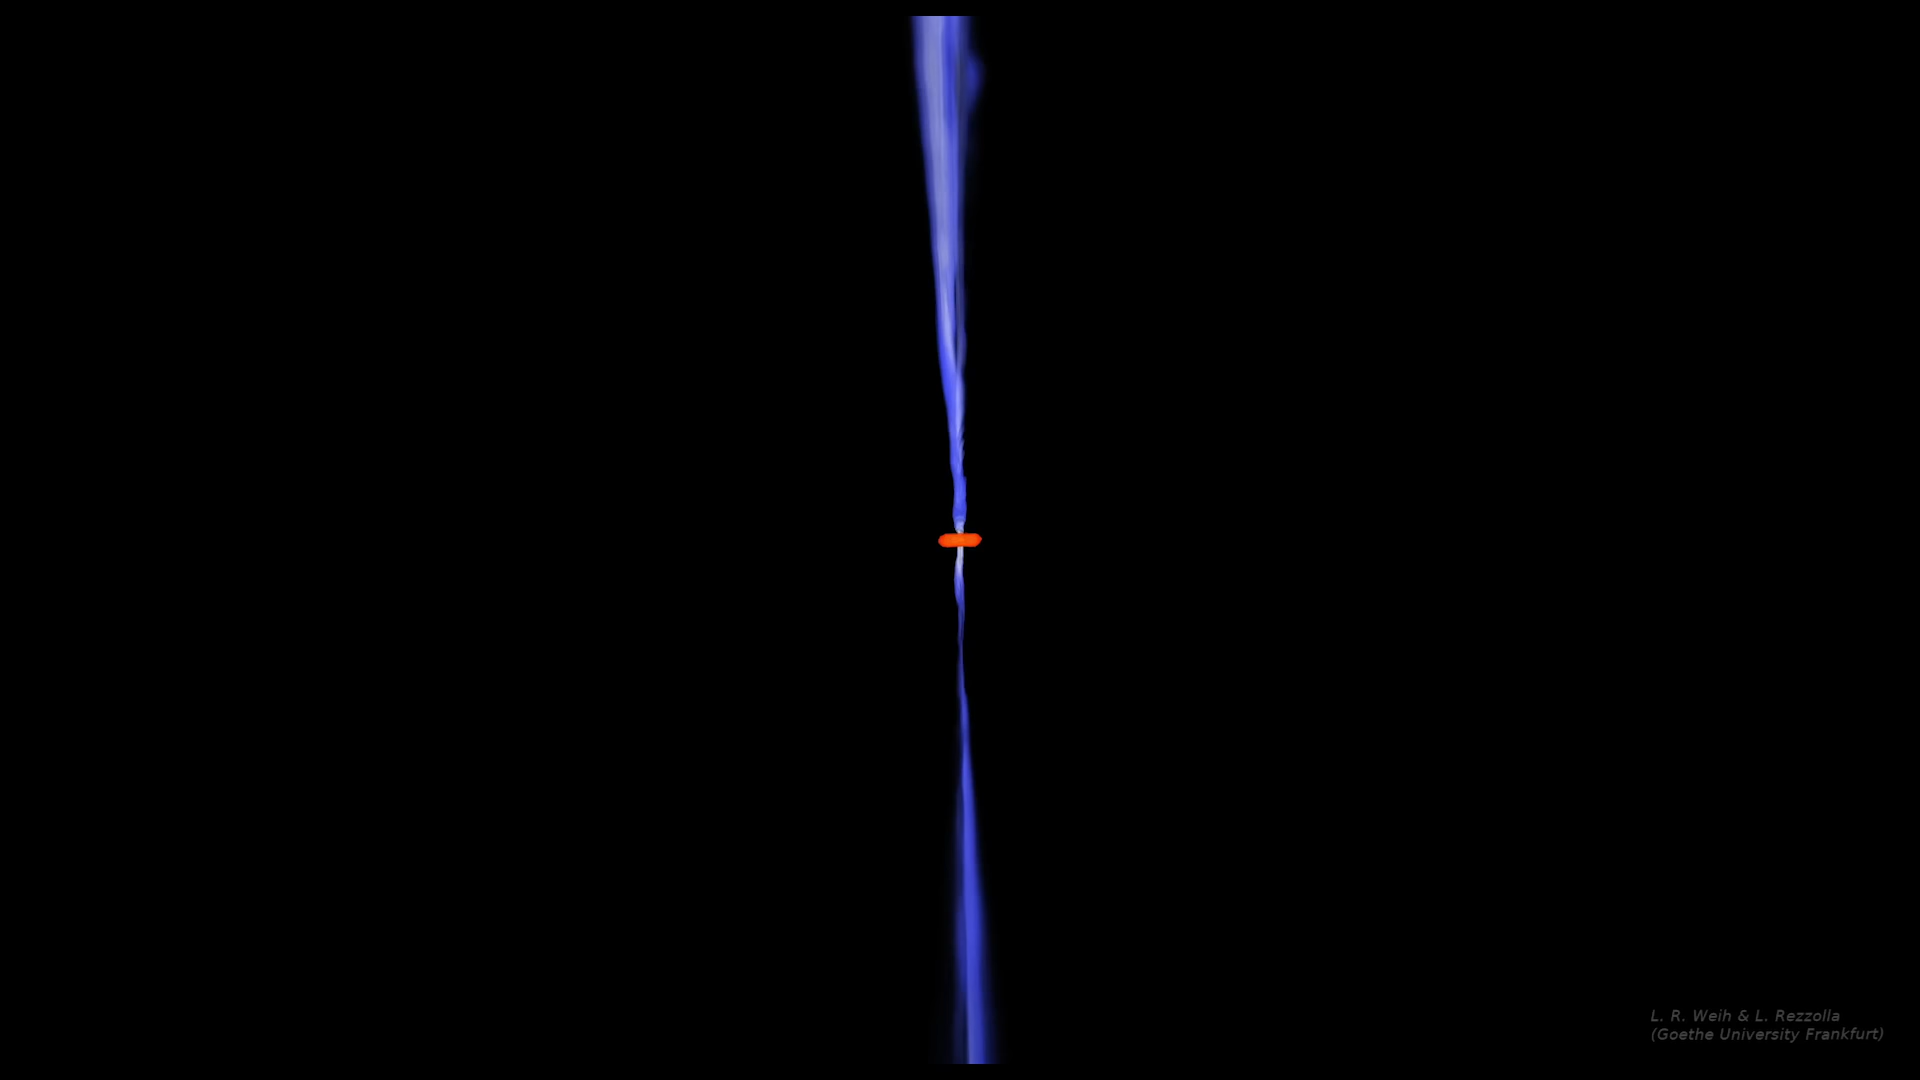 L. R. Weih & L. Rezzolla
(Goethe University Frankfurt)